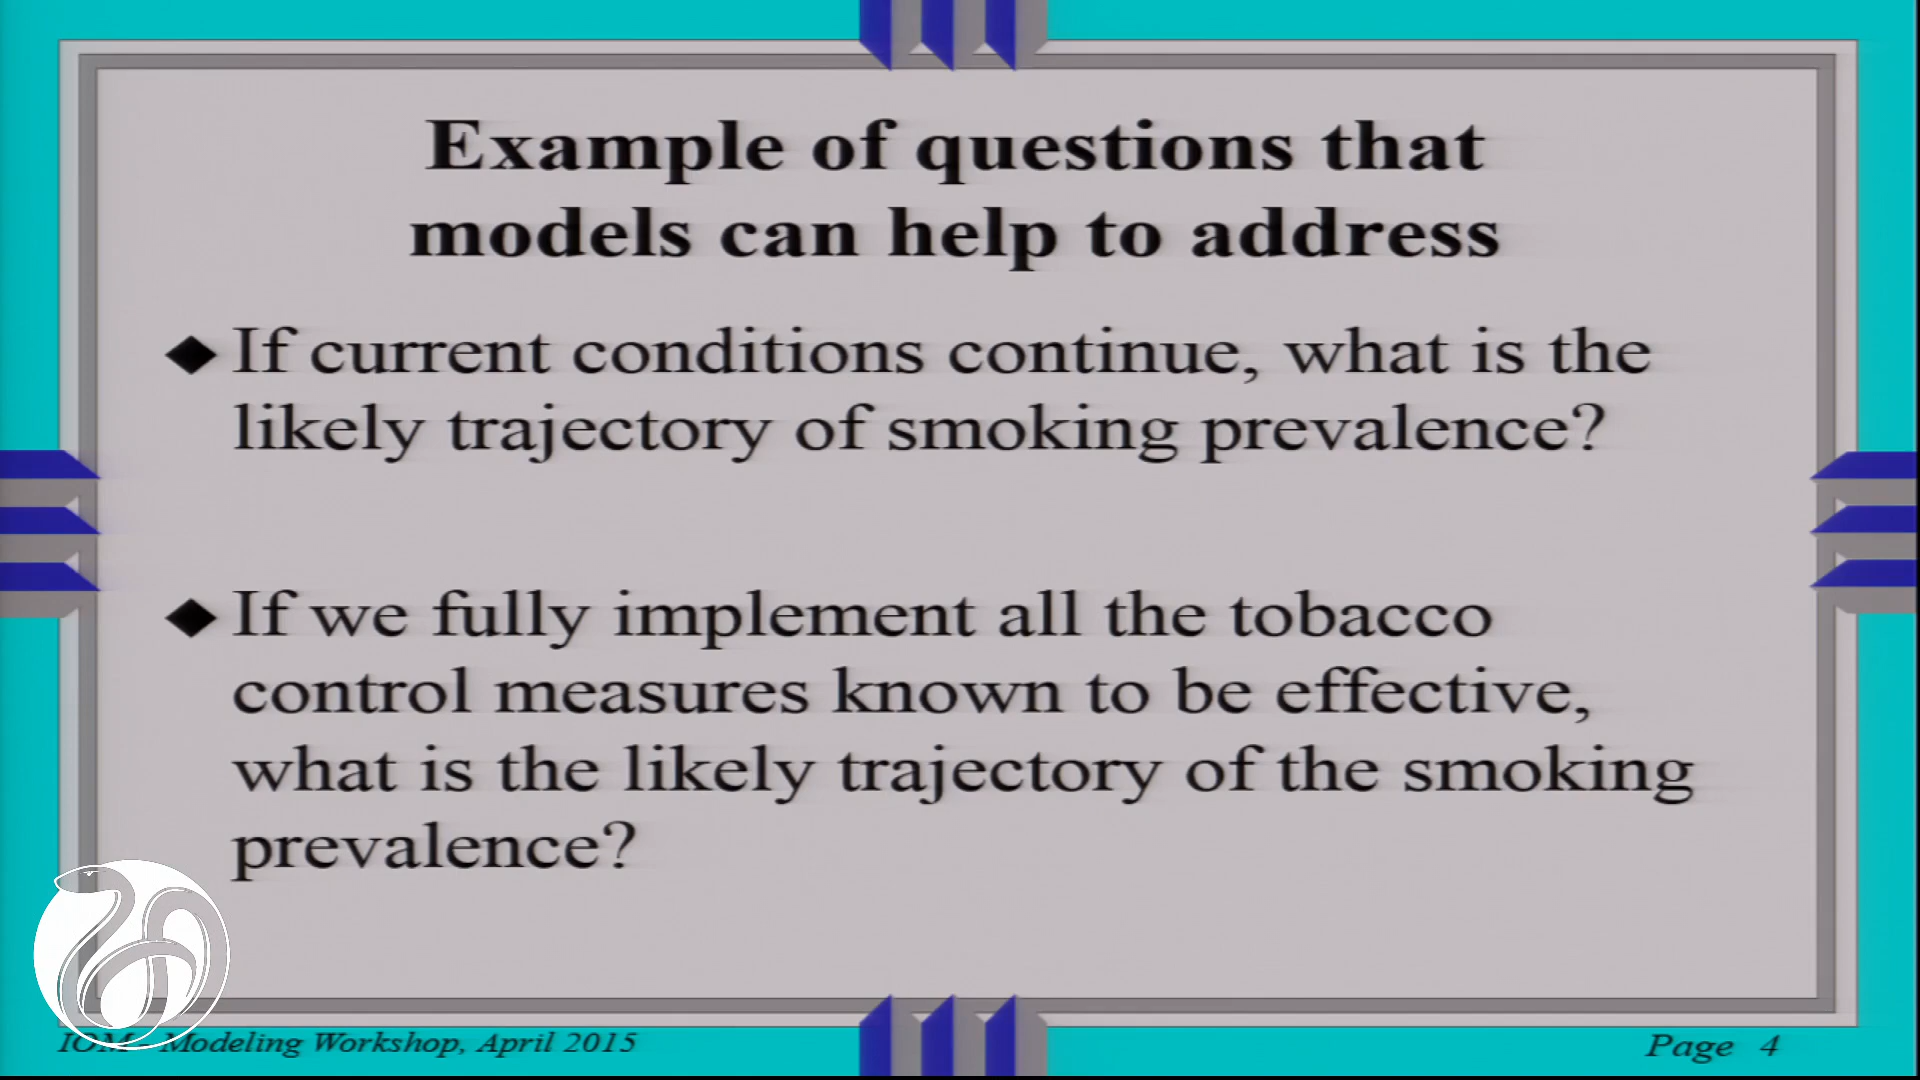 Example of questions that
models can help to address
◆ If current conditions continue, what is the
likely trajectory of smoking prevalence?
◆ If we fully implement all the tobacco
control measures known to be effective,
what is the likely trajectory of the smoking
prevalence?
IOM - Modeling Workshop, April 2015
Page 4